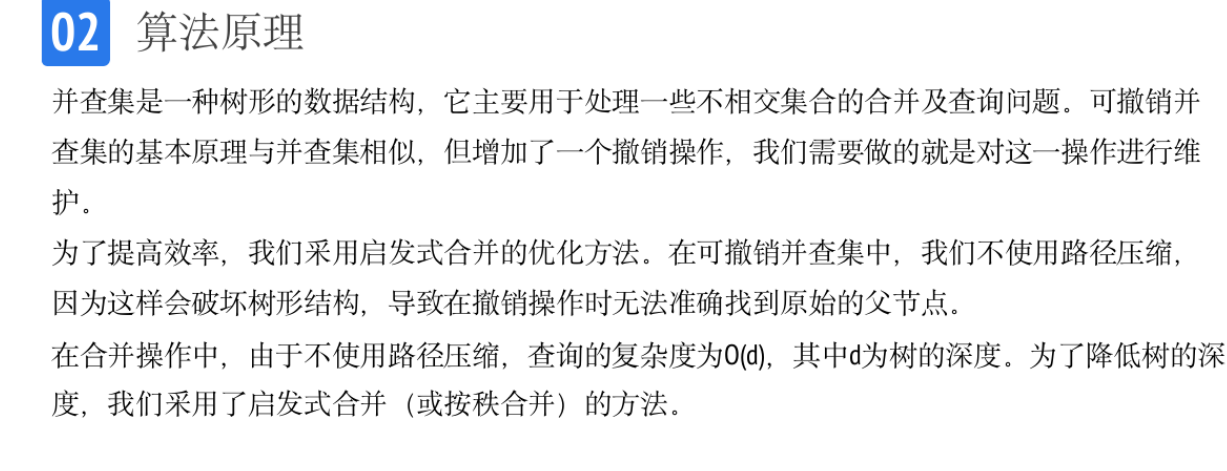 02 算法原理
并查集是一种树形的数据结构，它主要用于处理一些不相交集合的合并及查询问题。可撤销并
查集的基本原理与并查集相似，但增加了一个撤销操作，我们需要做的就是对这一操作进行维
护。
为了提高效率，我们采用启发式合并的优化方法。在可撤销并查集中，我们不使用路径压缩，
因为这样会破坏树形结构，导致在撤销操作时无法准确找到原始的父节点。
在合并操作中，由于不使用路径压缩，查询的复杂度为O(d)，其中d为树的深度。为了降低树的深
度，我们采用了启发式合并（或按秩合并）的方法。